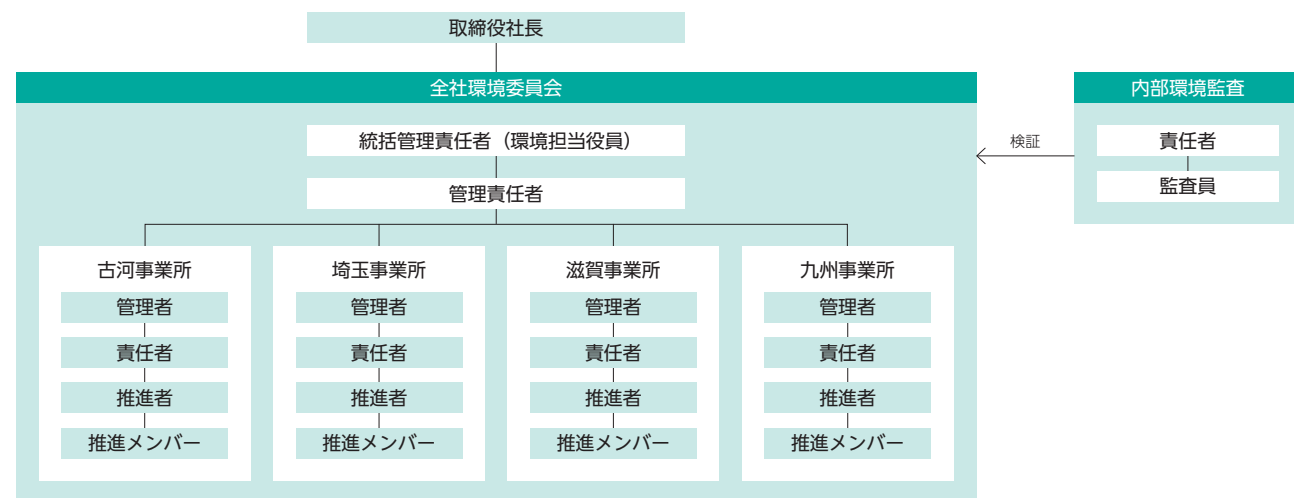 取締役社長
全社環境委員会
統括管理責任者（環境担当役員）
管理責任者
古河事業所
管理者
責任者
推進者
推進メンバー
埼玉事業所
管理者
責任者
推進者
推進メンバー
滋賀事業所
管理者
責任者
推進者
推進メンバー
九州事業所
管理者
責任者
推進者
推進メンバー
検証
内部環境監査
責任者
監査員